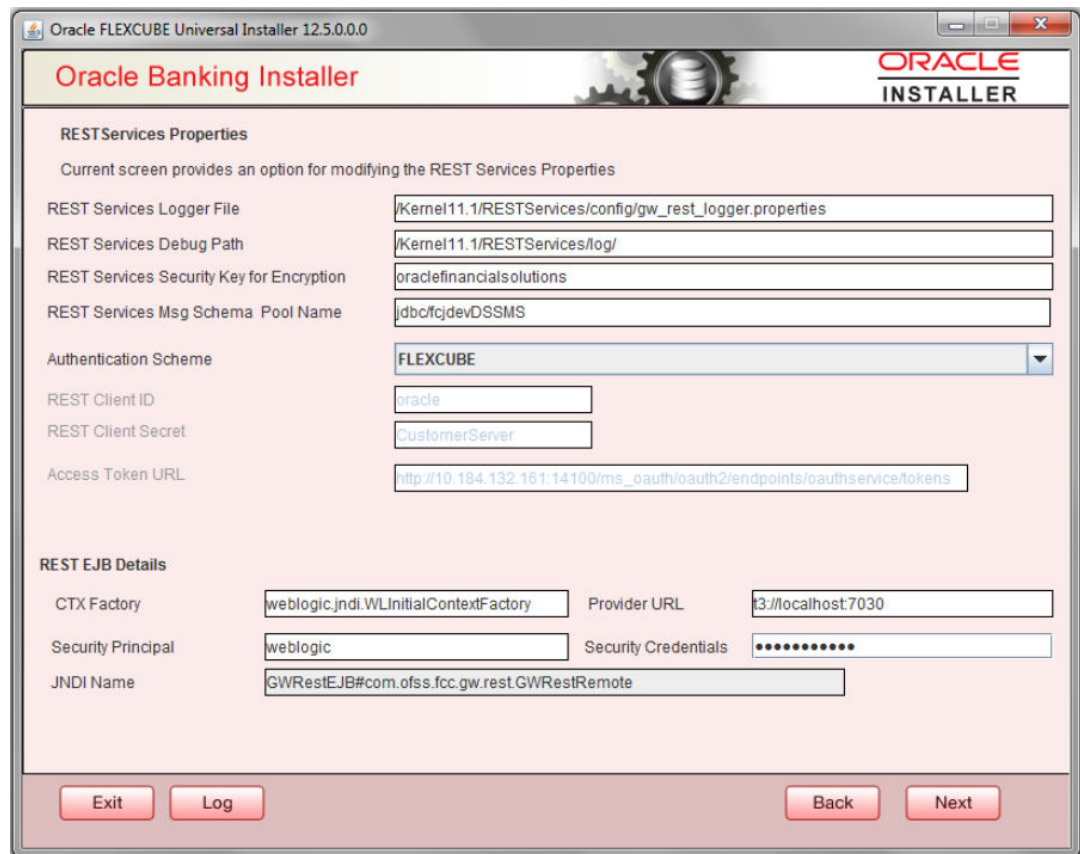 Oracle FLEXCUBE Universal Installer 12.5.0.0.0
Oracle Banking Installer
ORACLE
INSTALLER
RESTServices Properties
Current screen provides an option for modifying the REST Services Properties
REST Services Logger File /Kernel11.1/RESTServices/config/gw_rest_logger.properties
REST Services Debug Path /Kernel11.1/RESTServices/log/
REST Services Security Key for Encryption oraclefinancialsolutions
REST Services Msg Schema Pool Name jdbc/fcjdevDSSMS
Authentication Scheme FLEXCUBE
REST Client ID oracle
REST Client Secret CustomerServer
Access Token URL http://10.184.132.161:14100/ms_oauth/oauth2/endpoints/oauthservice/tokens
REST EJB Details
CTX Factory weblogic.jndi.WLInitialContextFactory Provider URL t3://localhost:7030
Security Principal weblogic Security Credentials •••••••••••
JNDI Name GWRestEJB#com.ofss.fcc.gw.rest.GWRestRemote
Exit Log Back Next